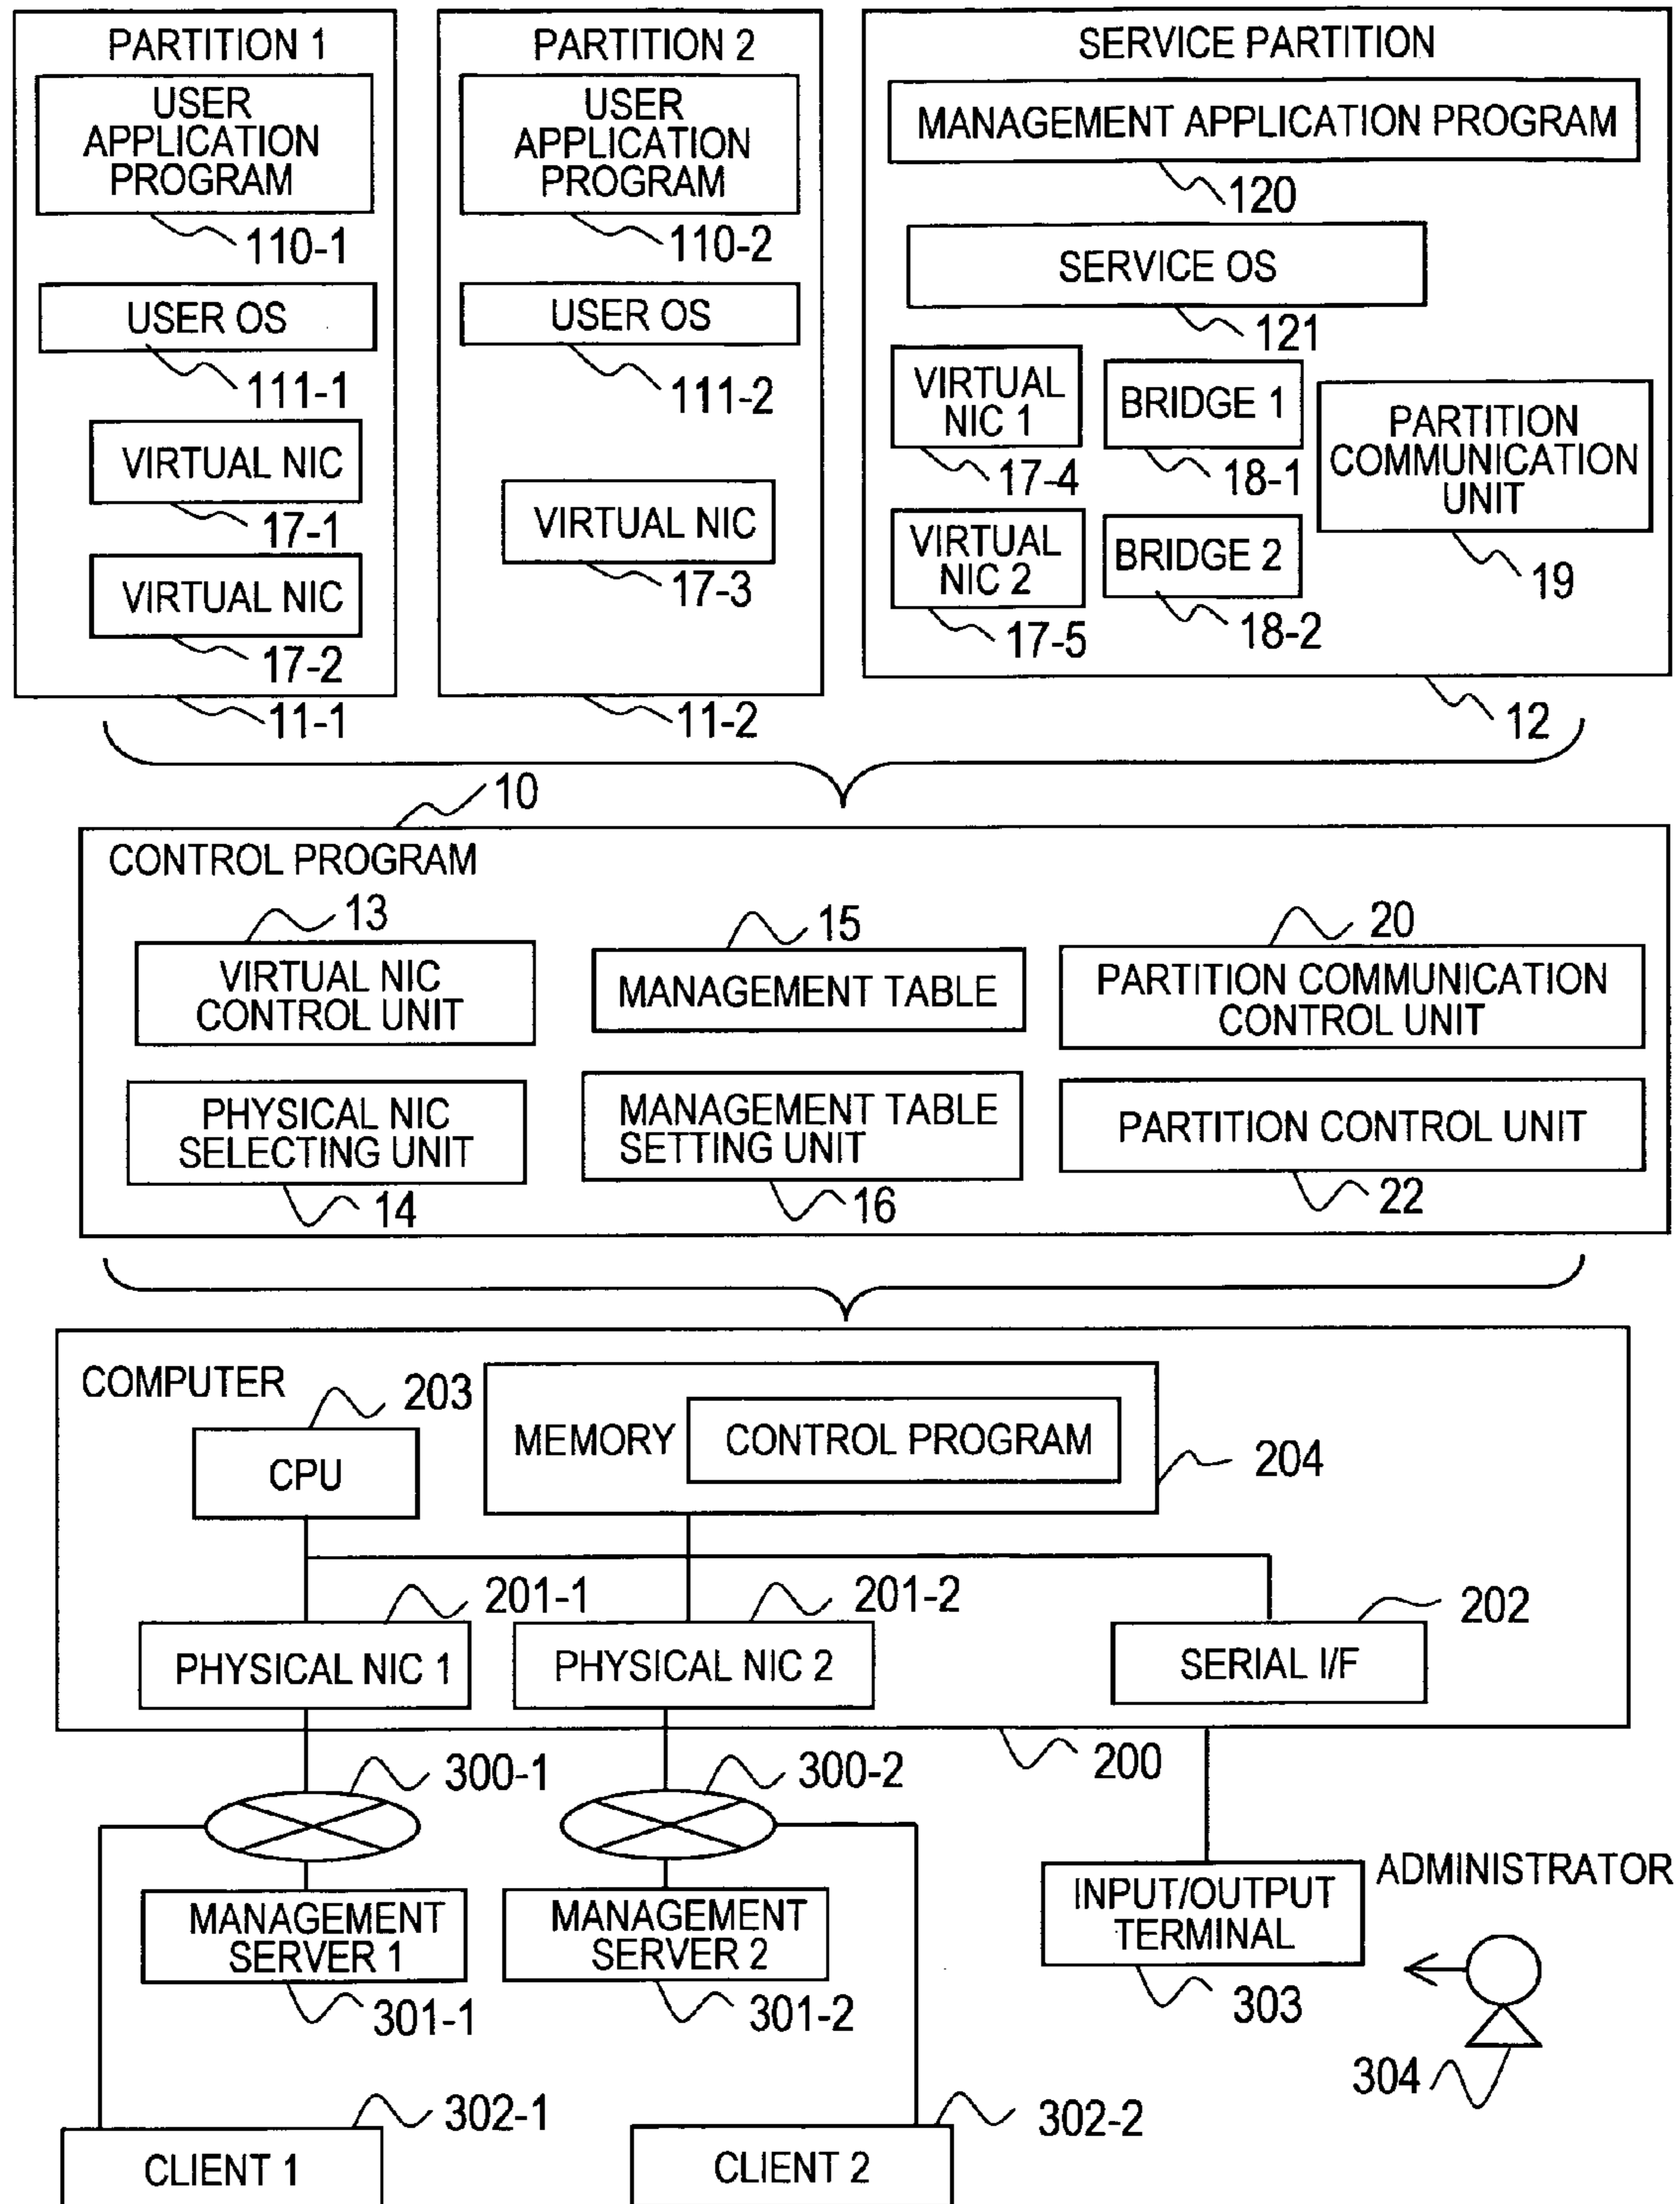 PARTITION 1
USER
APPLICATION
PROGRAM
110-1
USER OS
111-1
VIRTUAL NIC
17-1
VIRTUAL NIC
17-2
11-1
PARTITION 2
USER
APPLICATION
PROGRAM
110-2
USER OS
111-2
VIRTUAL NIC
17-3
11-2
SERVICE PARTITION
MANAGEMENT APPLICATION PROGRAM
120
SERVICE OS
121
VIRTUAL
NIC 1
17-4
BRIDGE 1
18-1
PARTITION
COMMUNICATION
UNIT
19
VIRTUAL
NIC 2
17-5
BRIDGE 2
18-2
12
10
CONTROL PROGRAM
13
VIRTUAL NIC
CONTROL UNIT
15
MANAGEMENT TABLE
20
PARTITION COMMUNICATION
CONTROL UNIT
PHYSICAL NIC
SELECTING UNIT
14
MANAGEMENT TABLE
SETTING UNIT
16
PARTITION CONTROL UNIT
22
COMPUTER
203
CPU
MEMORY
CONTROL PROGRAM
204
201-1
PHYSICAL NIC 1
201-2
PHYSICAL NIC 2
202
SERIAL I/F
200
300-1
300-2
MANAGEMENT
SERVER 1
301-1
MANAGEMENT
SERVER 2
301-2
INPUT/OUTPUT
TERMINAL
303
ADMINISTRATOR
304
302-1
CLIENT 1
302-2
CLIENT 2